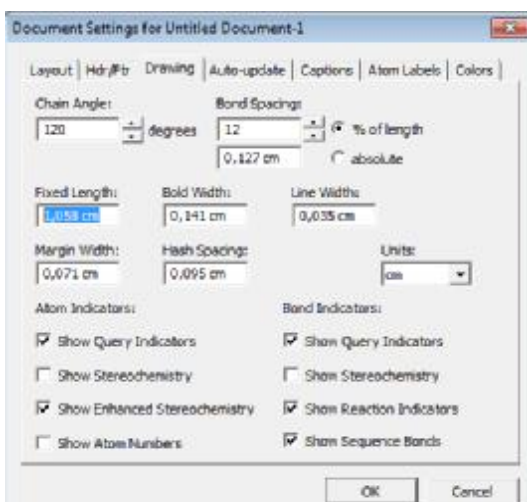 Document Settings for Untitled Document-1
Layout Hdr/Ftr Drawing Auto-update Captions Atom Labels Colors
Chain Angle: Bond Spacing:
120 degrees 12 % of length
0,127 cm absolute
Fixed Length: Bold Width: Line Width:
1,058 cm 0,141 cm 0,035 cm
Margin Width: Hash Spacing: Units:
0,071 cm 0,095 cm cm
Atom Indicators: Bond Indicators:
Show Query Indicators Show Query Indicators
Show Stereochemistry Show Stereochemistry
Show Enhanced Stereochemistry Show Reaction Indicators
Show Atom Numbers Show Sequence Bonds
OK Cancel